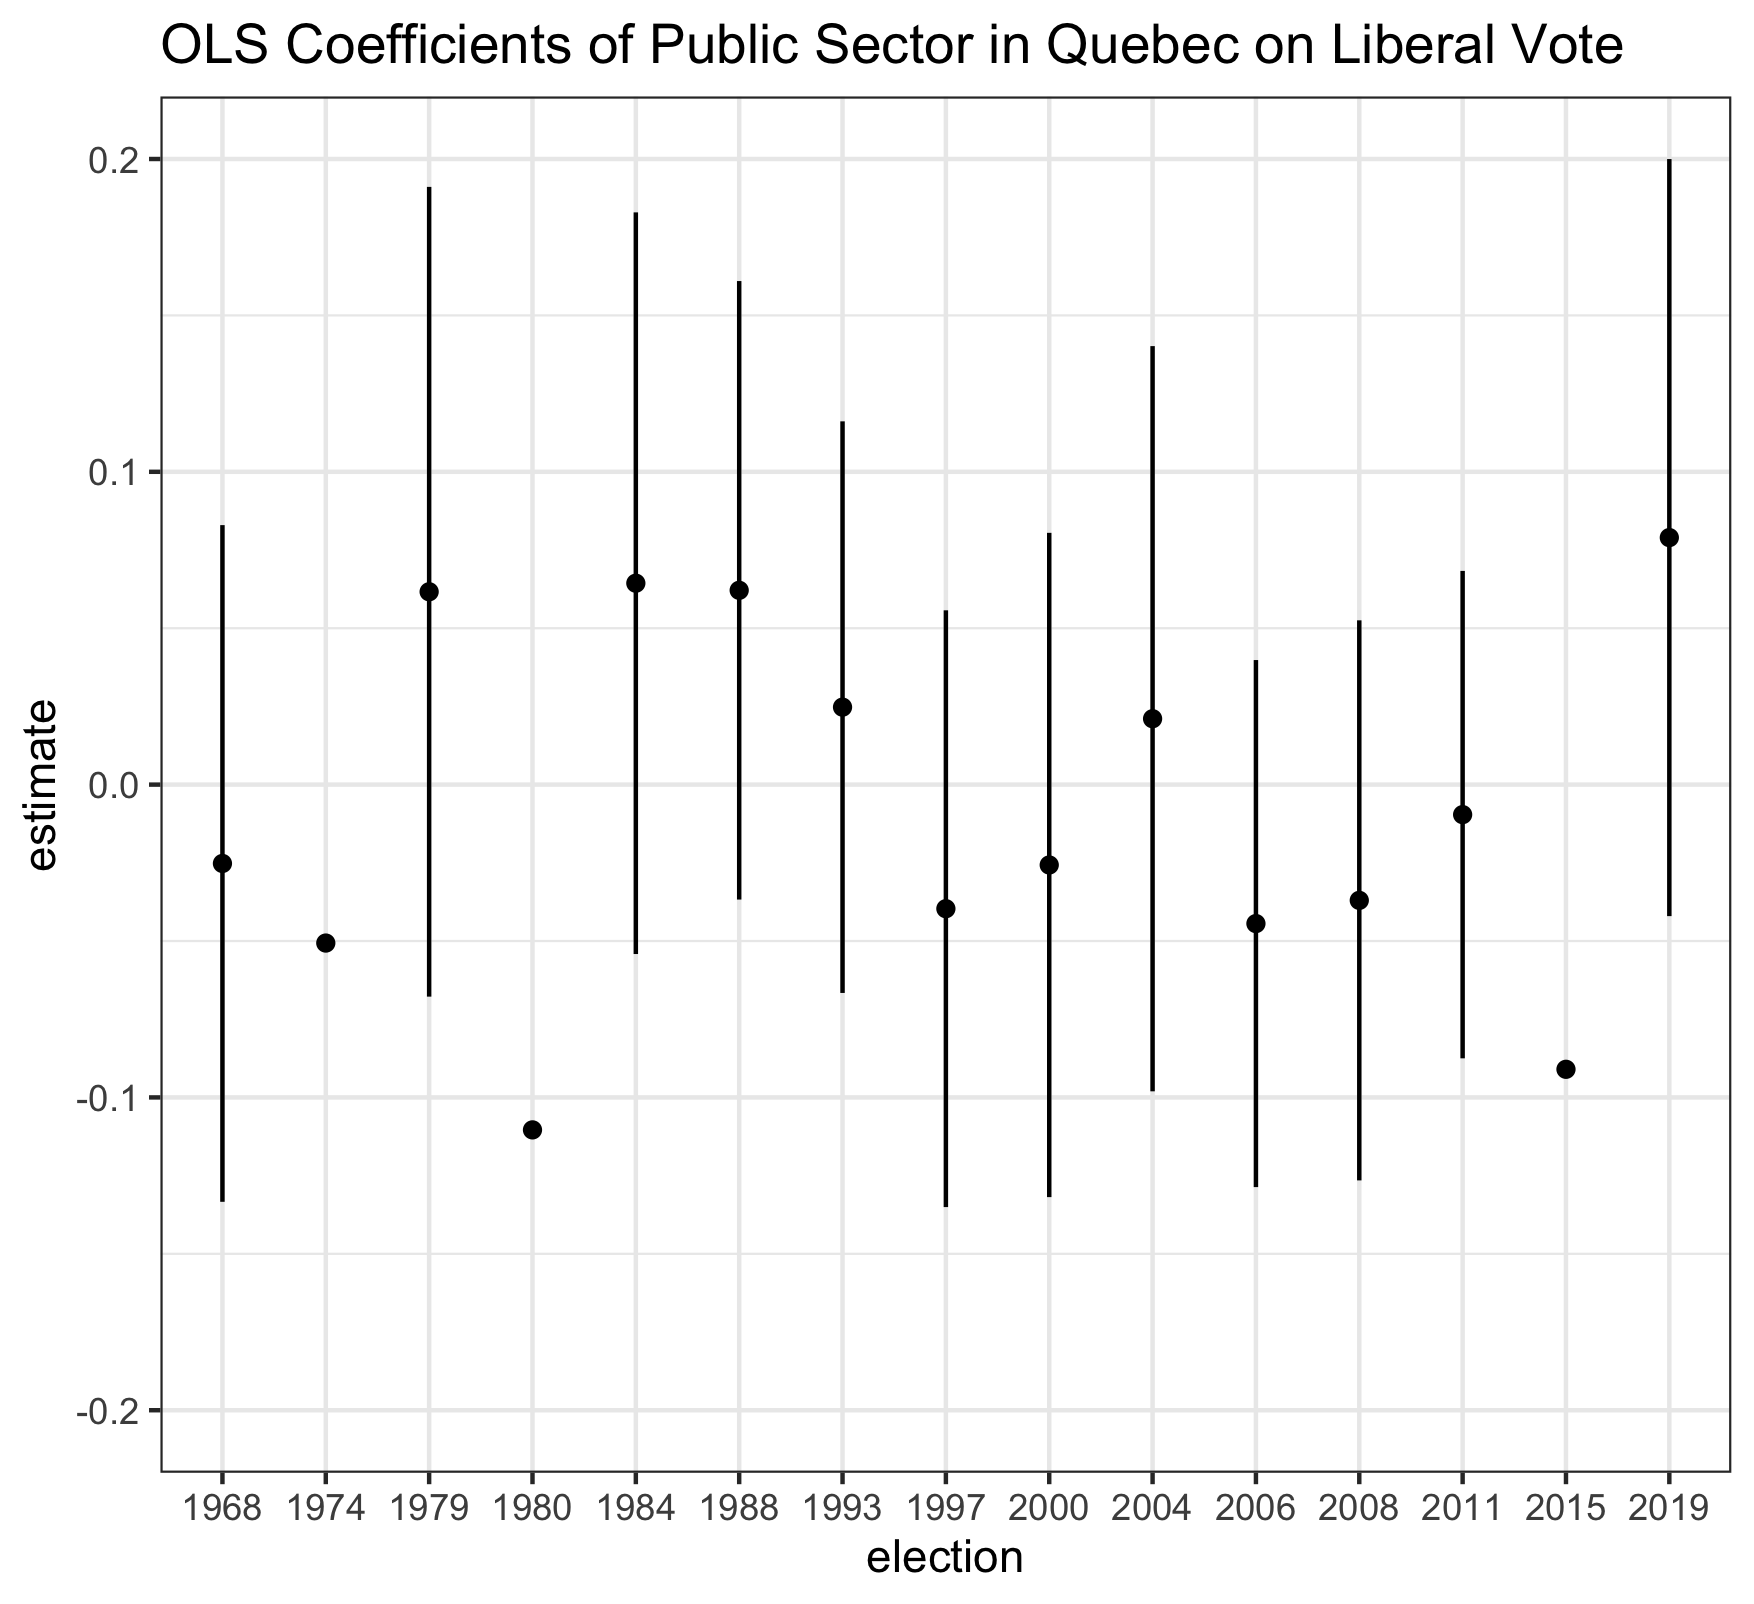 OLS Coefficients of Public Sector in Quebec on Liberal Vote
0.2
0.1
0.0
-0.1
-0.2
estimate
1968 1974 1979 1980 1984 1988 1993 1997 2000 2004 2006 2008 2011 2015 2019
election